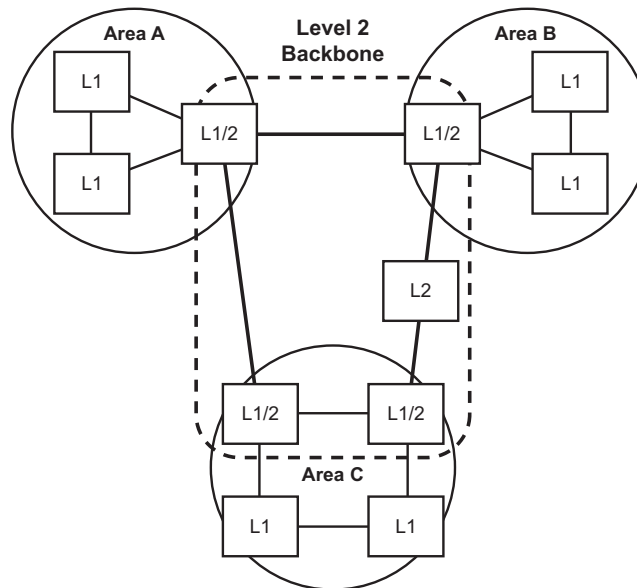 Area A
Level 2
Backbone
Area B
L1
L1
L1/2
L1/2
L1
L1
L2
L1/2
L1/2
Area C
L1
L1